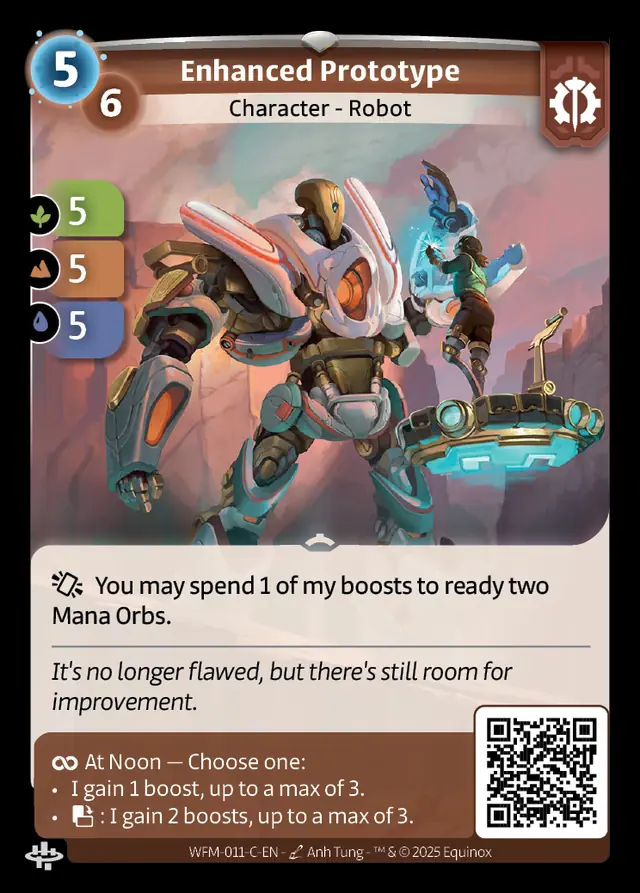 5
6
Enhanced Prototype
Character - Robot
5
5
5
You may spend 1 of my boosts to ready two
Mana Orbs.
It's no longer flawed, but there's still room for
improvement.
At Noon — Choose one:
• I gain 1 boost, up to a max of 3.
• : I gain 2 boosts, up to a max of 3.
WFM-011-C-EN - Anh Tung - ™ & © 2025 Equinox